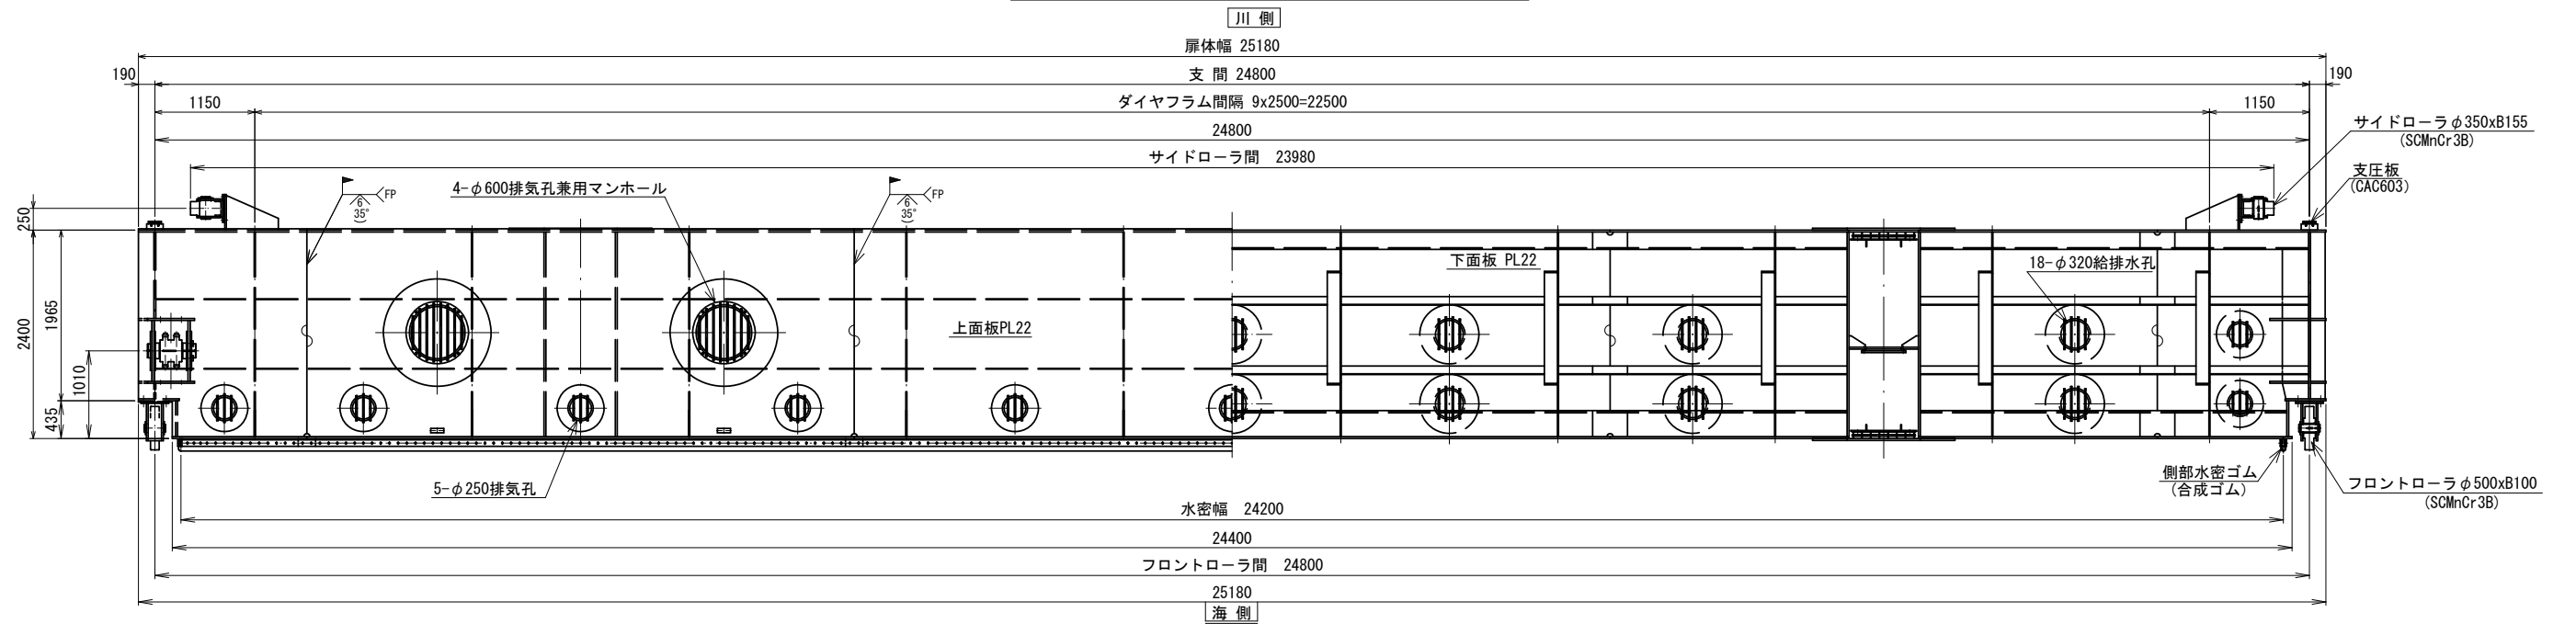 川 側
扉体幅 25180
190
支 間 24800
190
1150
ダイヤフラム間隔 9x2500=22500
1150
24800
サイドローラφ350xB155
(SCMnCr3B)
サイドローラ間 23980
支圧板
(CAC603)
4-φ600排気孔兼用マンホール
FP
6
35°
FP
6
35°
250
2400
1965
1010
435
下面板 PL22
18-φ320給排水孔
上面板PL22
5-φ250排気孔
側部水密ゴム
(合成ゴム)
フロントローラφ500xB100
(SCMnCr3B)
水密幅 24200
24400
フロントローラ間 24800
25180
海 側